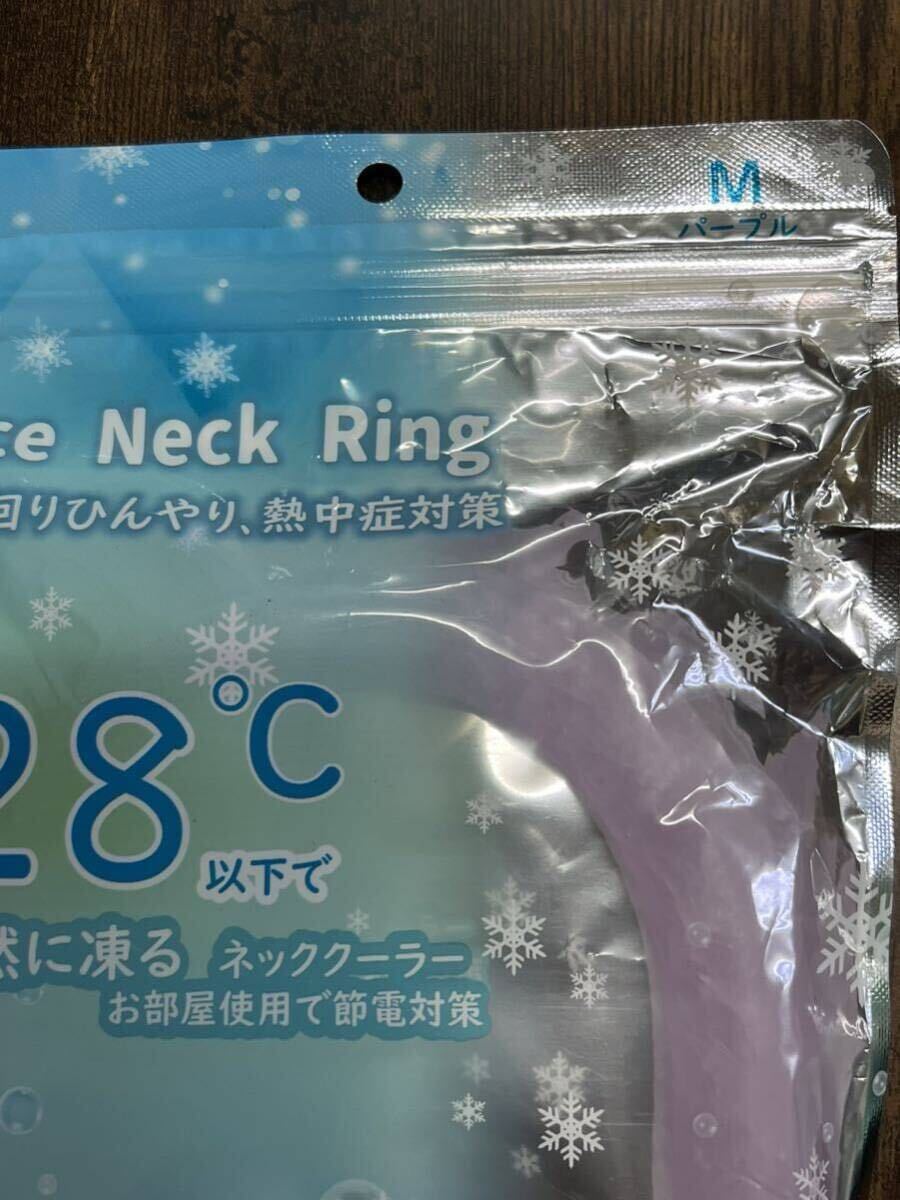 M
パープル
ce Neck Ring
回りひんやり、熱中症対策
28℃
以下で
然に凍る ネッククーラー
お部屋使用で節電対策